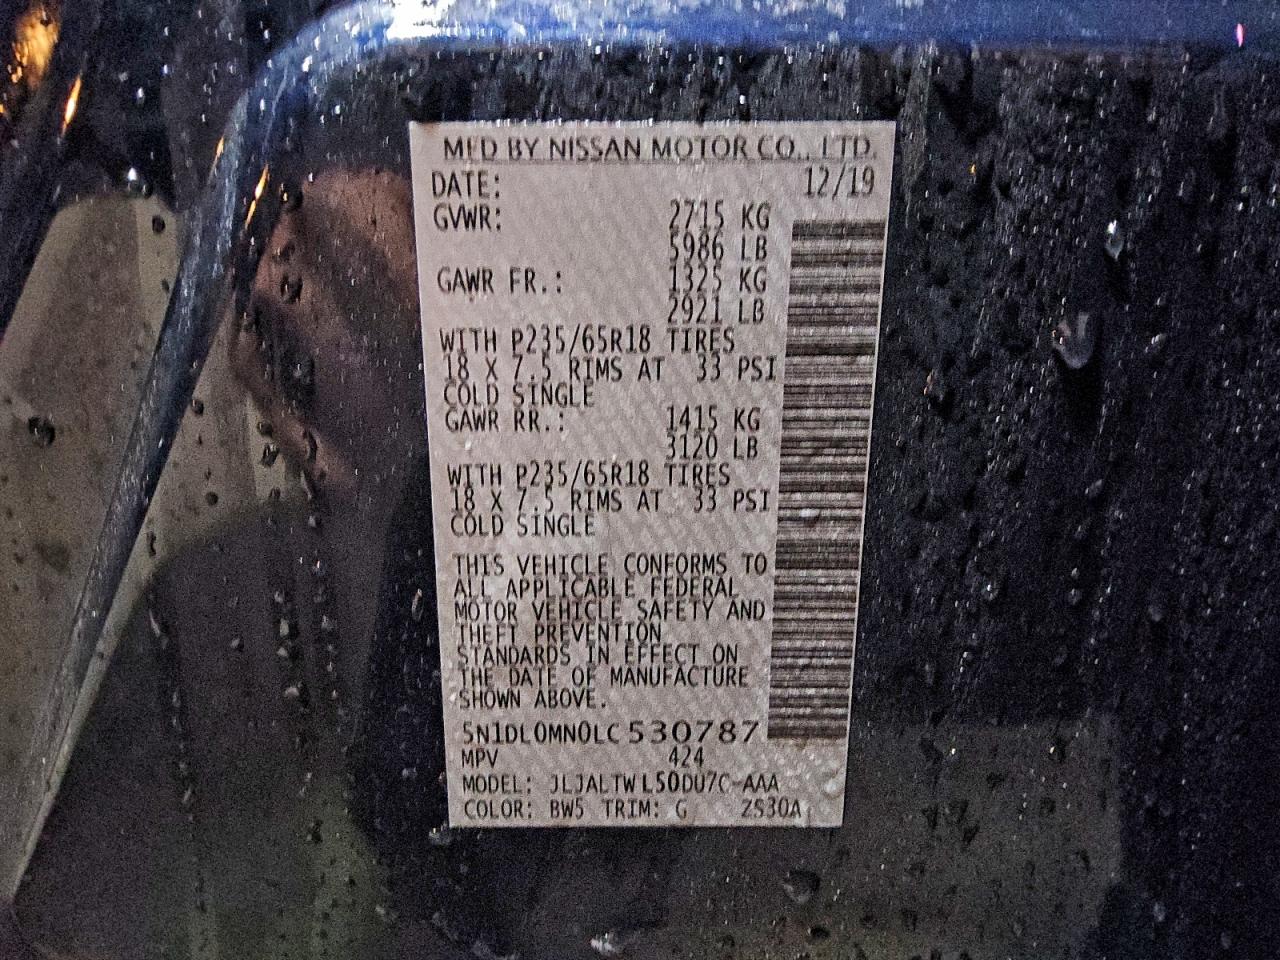 MFD BY NISSAN MOTOR CO., LTD.
DATE: 12/19
GVWR: 2715 KG
5986 LB
GAWR FR.: 1325 KG
2921 LB
WITH P235/65R18 TIRES
18 X 7.5 RIMS AT 33 PSI
COLD SINGLE
GAWR RR.: 1415 KG
3120 LB
WITH P235/65R18 TIRES
18 X 7.5 RIMS AT 33 PSI
COLD SINGLE
THIS VEHICLE CONFORMS TO
ALL APPLICABLE FEDERAL
MOTOR VEHICLE SAFETY AND
THEFT PREVENTION
STANDARDS IN EFFECT ON
THE DATE OF MANUFACTURE
SHOWN ABOVE.
5N1DL0MN0LC530787
MPV 424
MODEL: JLJALTWL50DU7C-AAA
COLOR: BW5 TRIM: G ZS30A